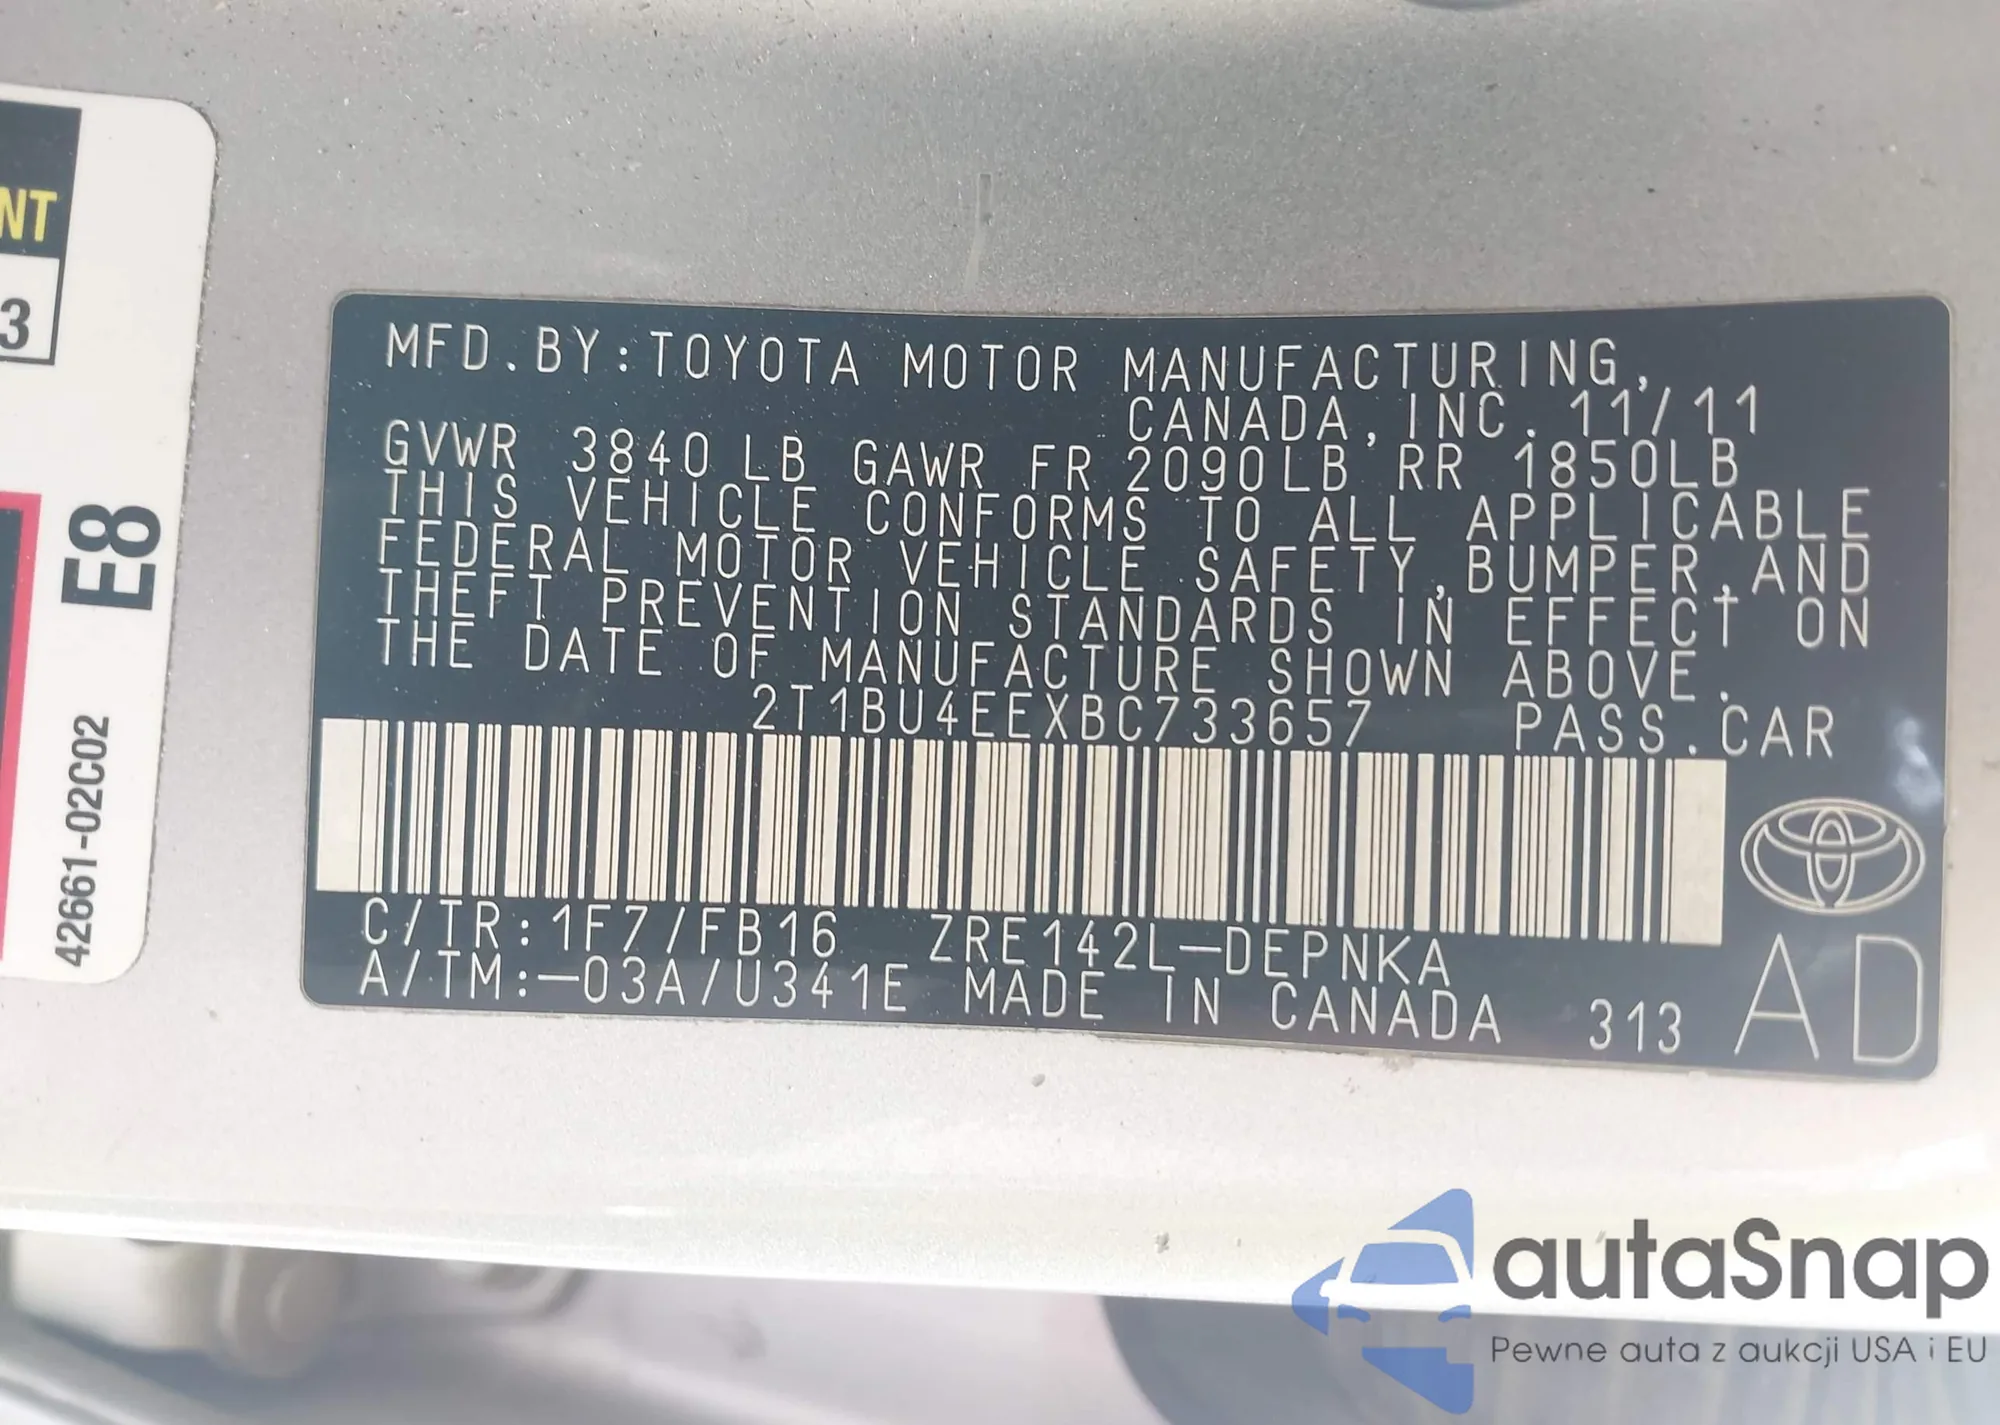 NT
3
E8
42661-02C02
MFD.BY:TOYOTA MOTOR MANUFACTURING,
CANADA,INC. 11/11
GVWR 3840 LB GAWR FR 2090LB RR 1850LB
THIS VEHICLE CONFORMS TO ALL APPLICABLE
FEDERAL MOTOR VEHICLE SAFETY,BUMPER,AND
THEFT PREVENTION STANDARDS IN EFFECT ON
THE DATE OF MANUFACTURE SHOWN ABOVE.
2T1BU4EEXBC733657 PASS.CAR
C/TR:1F7/FB16 ZRE142L-DEPNKA
A/TM:-03A/U341E MADE IN CANADA 313
AD
autaSnap
Pewne auta z aukcji USA i EU